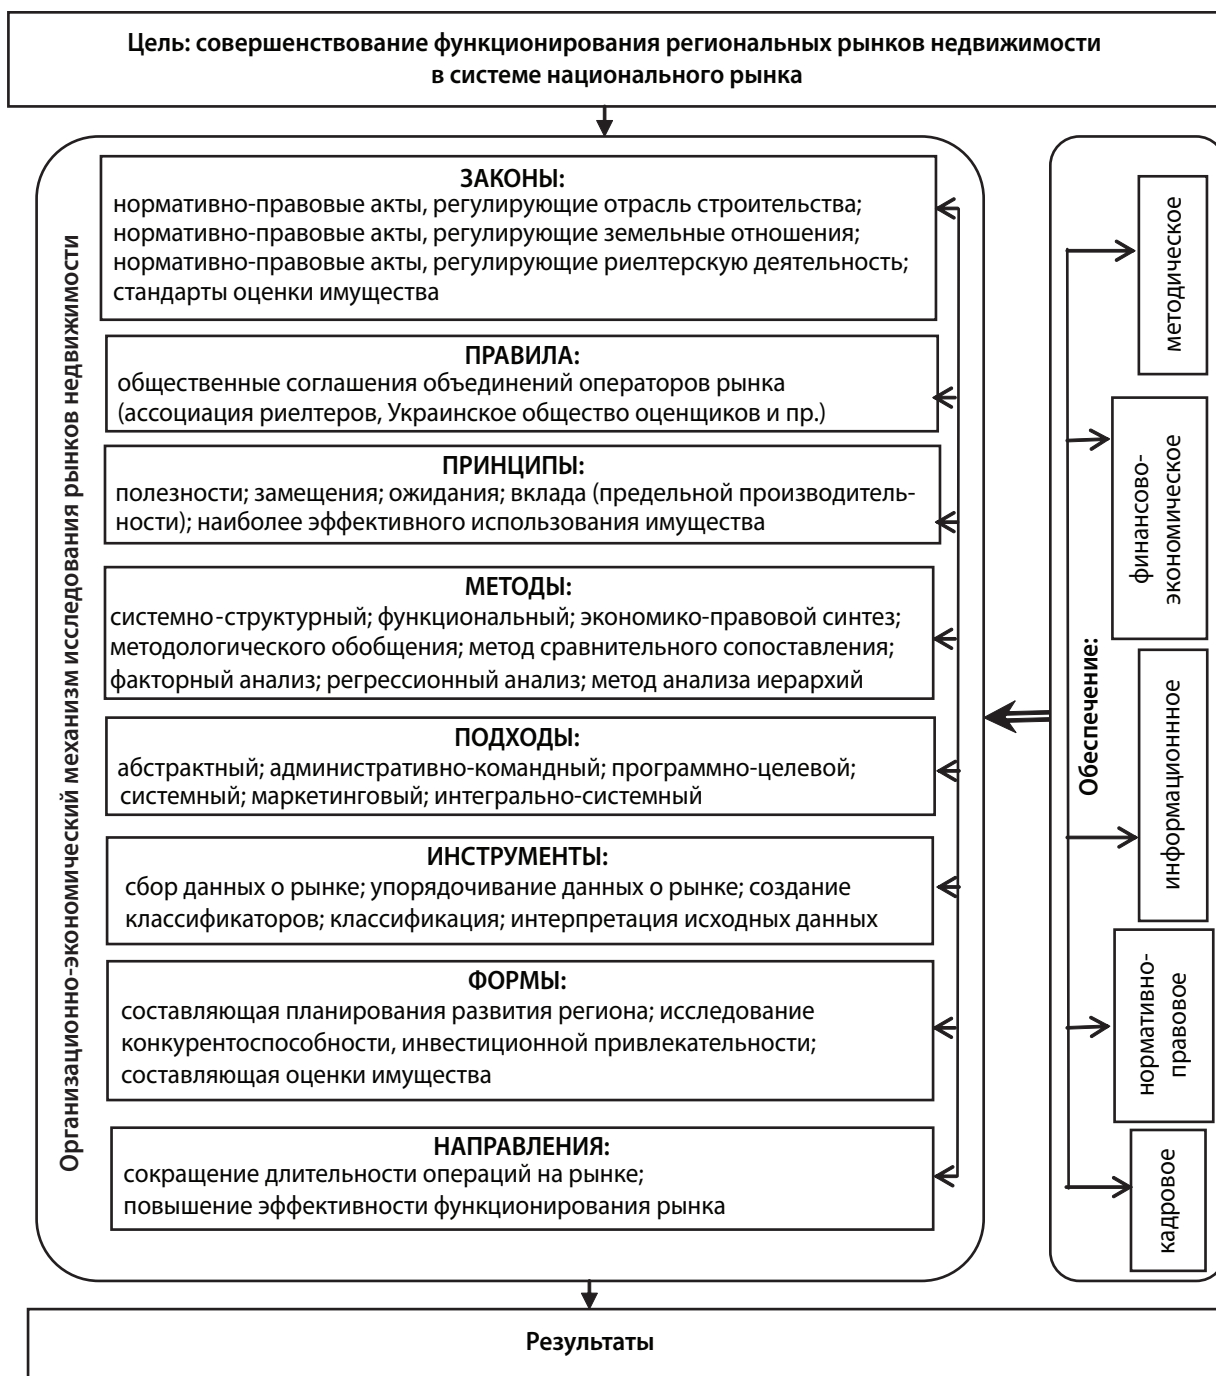 Цель: совершенствование функционирования региональных рынков недвижимости
в системе национального рынка
Организационно-экономический механизм исследования рынков недвижимости
ЗАКОНЫ:
нормативно-правовые акты, регулирующие отрасль строительства;
нормативно-правовые акты, регулирующие земельные отношения;
нормативно-правовые акты, регулирующие риелтерскую деятельность;
стандарты оценки имущества
ПРАВИЛА:
общественные соглашения объединений операторов рынка
(ассоциация риелтеров, Украинское общество оценщиков и пр.)
ПРИНЦИПЫ:
полезности; замещения; ожидания; вклада (предельной производитель-
ности); наиболее эффективного использования имущества
МЕТОДЫ:
системно-структурный; функциональный; экономико-правовой синтез;
методологического обобщения; метод сравнительного сопоставления;
факторный анализ; регрессионный анализ; метод анализа иерархий
ПОДХОДЫ:
абстрактный; административно-командный; программно-целевой;
системный; маркетинговый; интегрально-системный
ИНСТРУМЕНТЫ:
сбор данных о рынке; упорядочивание данных о рынке; создание
классификаторов; классификация; интерпретация исходных данных
ФОРМЫ:
составляющая планирования развития региона; исследование
конкурентоспособности, инвестиционной привлекательности;
составляющая оценки имущества
НАПРАВЛЕНИЯ:
сокращение длительности операций на рынке;
повышение эффективности функционирования рынка
Обеспечение:
методическое
финансово-
экономическое
информационнное
нормативно-
правовое
кадровое
Результаты